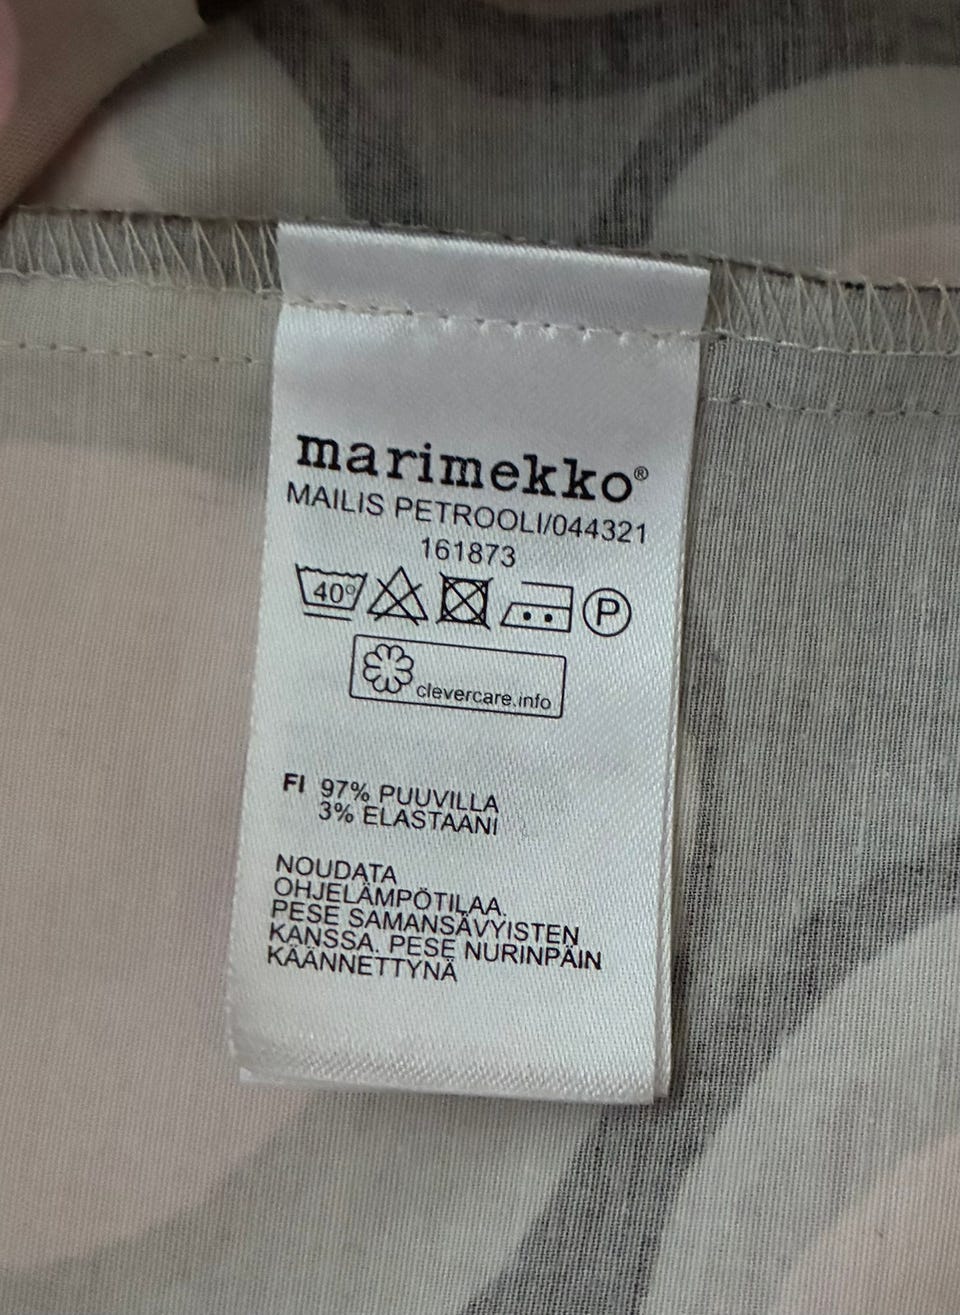 marimekko®
MAILIS PETROOLI/044321
161873
40°
P
clevercare.info
FI 97% PUUVILLA
3% ELASTAANI
NOUDATA
OHJELÄMPÖTILAA.
PESE SAMANSÄVYISTEN
KANSSA. PESE NURINPÄIN
KÄÄNNETTYNÄ